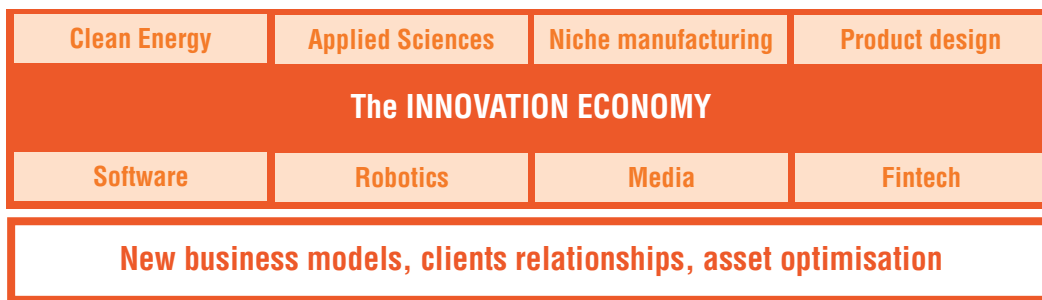 Clean Energy
Applied Sciences
Niche manufacturing
Product design
The INNOVATION ECONOMY
Software
Robotics
Media
Fintech
New business models, clients relationships, asset optimisation